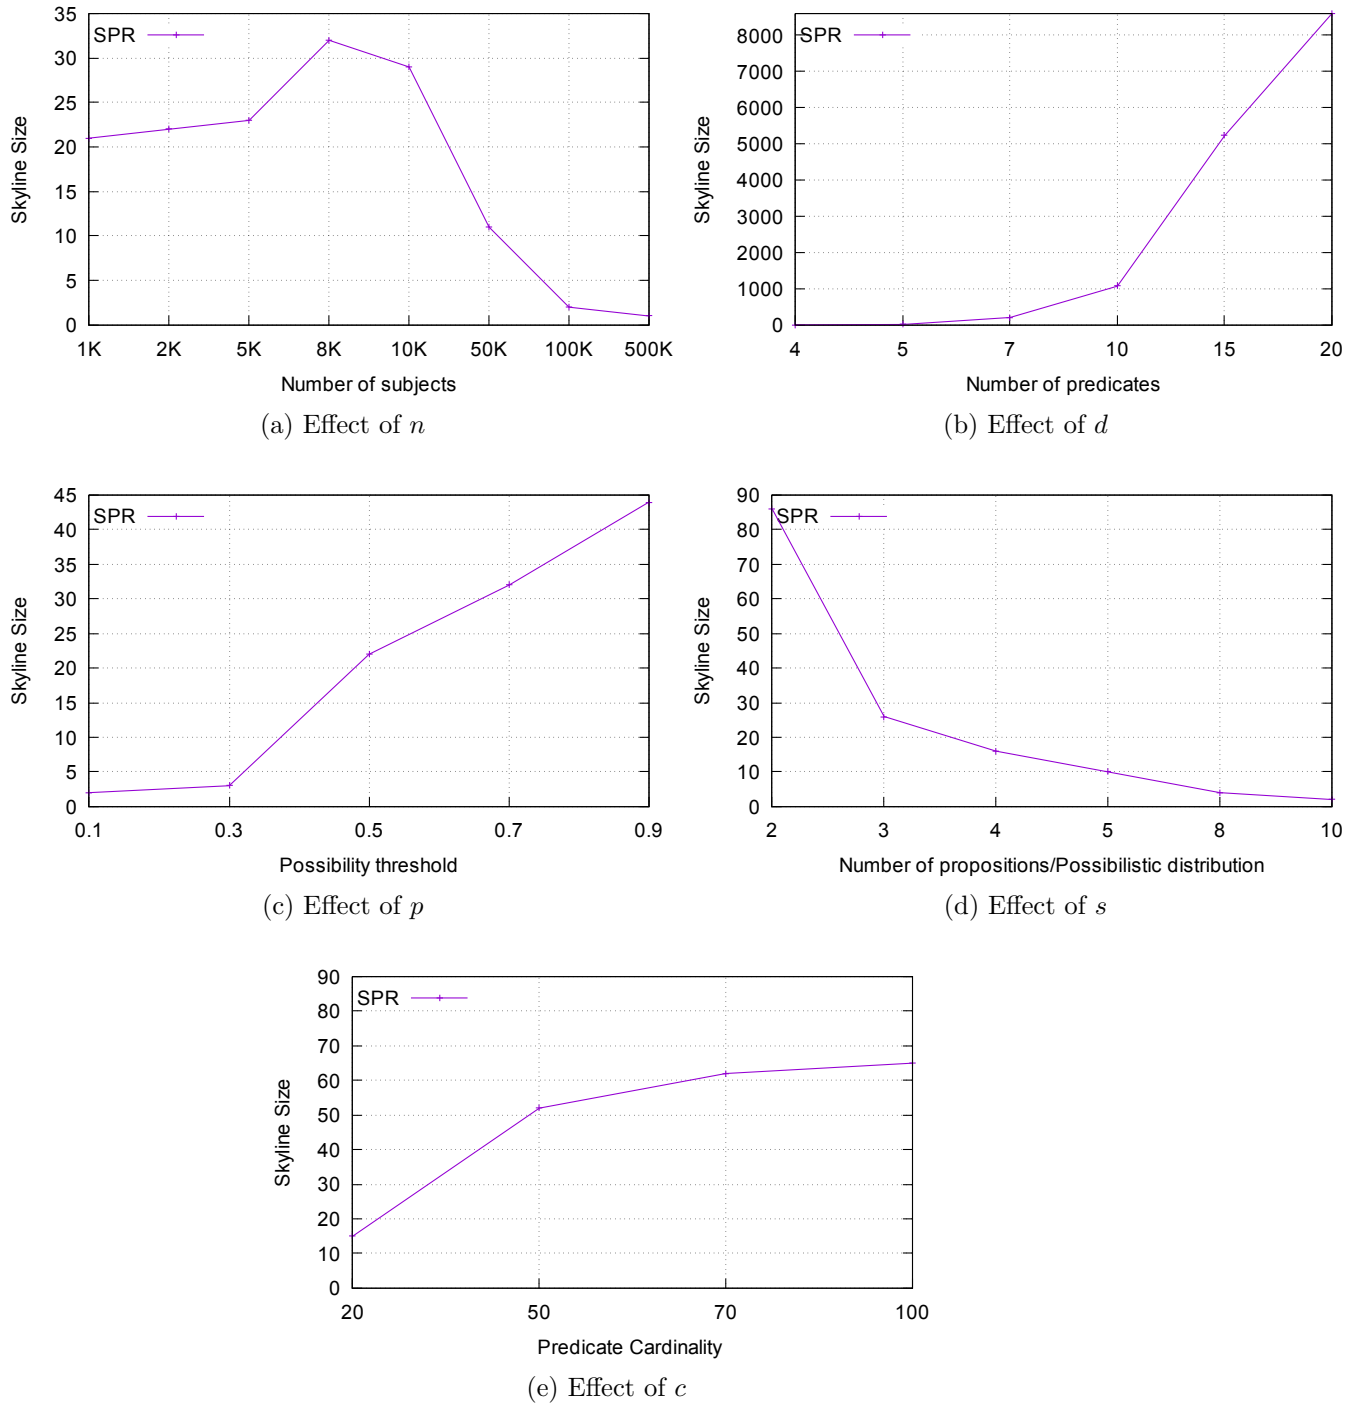 35
30
25
20
15
10
5
0
SPR
Skyline Size
1K 2K 5K 8K 10K 50K 100K 500K
Number of subjects
(a) Effect of n
8000
7000
6000
5000
4000
3000
2000
1000
0
SPR
Skyline Size
4 5 7 10 15 20
Number of predicates
(b) Effect of d
45
40
35
30
25
20
15
10
5
0
SPR
Skyline Size
0.1 0.3 0.5 0.7 0.9
Possibility threshold
(c) Effect of p
90
80
70
60
50
40
30
20
10
0
SPR
Skyline Size
2 3 4 5 8 10
Number of propositions/Possibilistic distribution
(d) Effect of s
90
80
70
60
50
40
30
20
10
0
SPR
Skyline Size
20 50 70 100
Predicate Cardinality
(e) Effect of c